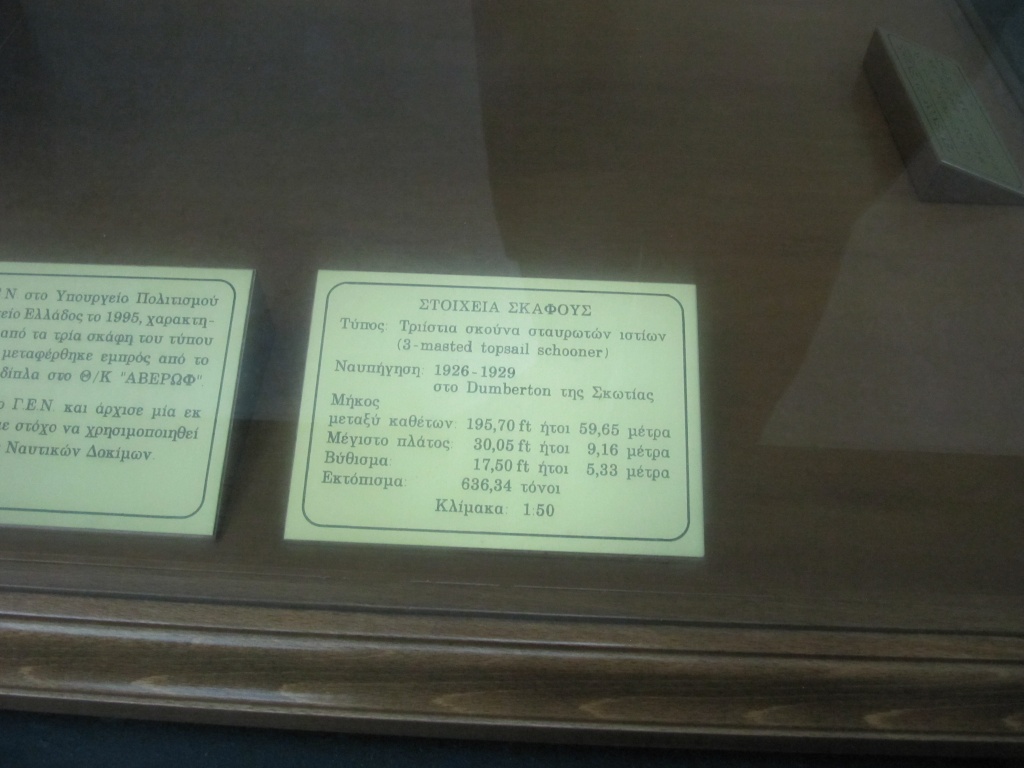 Ε.Ν στο Υπουργείο Πολιτισμού
είο Ελλάδος το 1995, χαρακτη-
από τα τρία σκάφη του τύπου
μεταφέρθηκε εμπρός από το
δίπλα στο Θ/Κ "ΑΒΕΡΩΦ"
ο Γ.Ε.Ν. και άρχισε μία εκ
ε στόχο να χρησιμοποιηθεί
Ναυτικών Δοκίμων.
ΣΤΟΙΧΕΙΑ ΣΚΑΦΟΥΣ
Τύπος: Τριίστια σκούνα σταυρωτών ιστίων
(3-masted topsail schooner)
Ναυπήγηση: 1926-1929
στο Dumberton της Σκωτίας
Μήκος
μεταξύ καθέτων: 195,70 ft ήτοι 59,65 μέτρα
Μέγιστο πλάτος: 30,05 ft ήτοι 9,16 μέτρα
Βύθισμα: 17,50 ft ήτοι 5,33 μέτρα
Εκτόπισμα: 636,34 τόνοι
Κλίμακα: 1:50